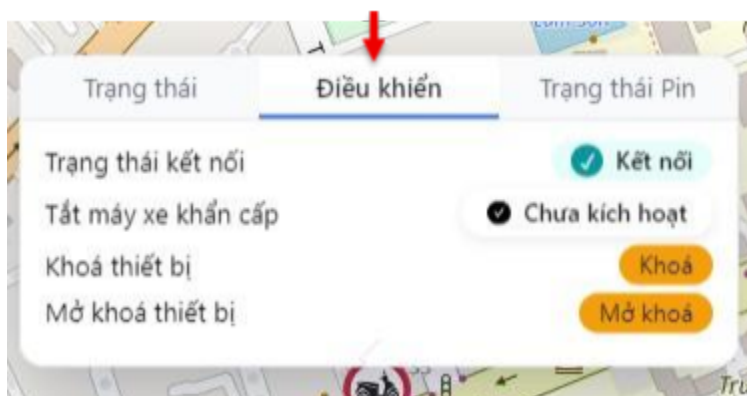 Trạng thái
Điều khiển
Trạng thái Pin
Trạng thái kết nối
Kết nối
Tắt máy xe khẩn cấp
Chưa kích hoạt
Khoá thiết bị
Khoá
Mở khoá thiết bị
Mở khoá